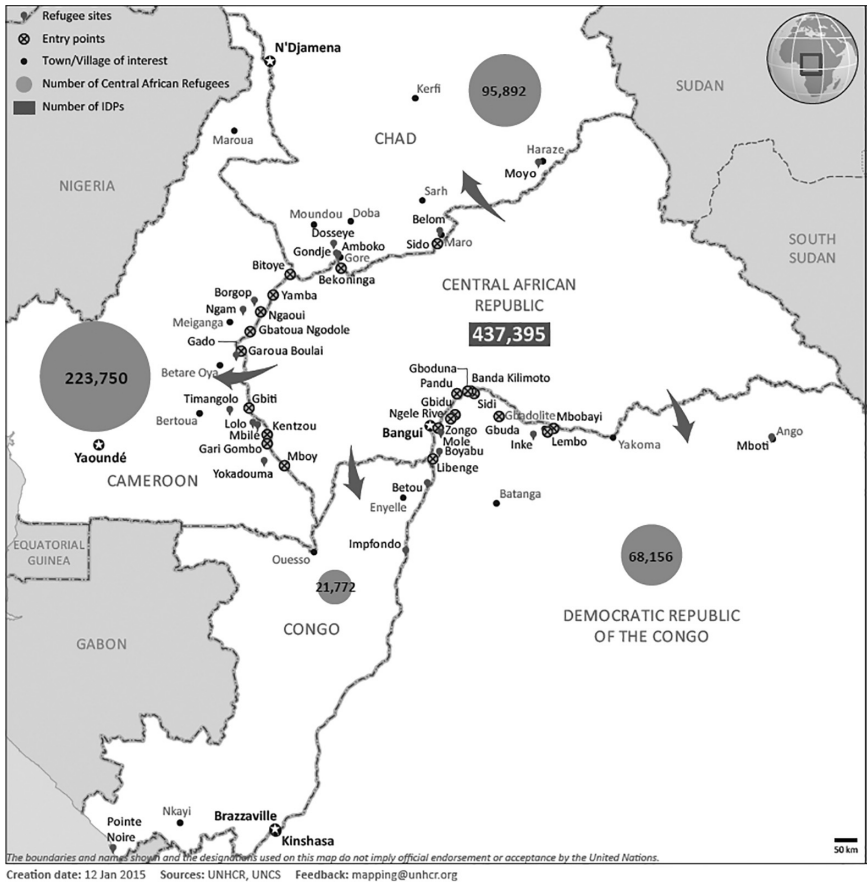 Refugee sites
Entry points
Town/Village of interest
Number of Central African Refugees
Number of IDPs
N'Djamena
Kerfi
95,892
SUDAN
CHAD
Maroua
Haraze
Moyo
NIGERIA
Sarh
Moundou
Doba
Belom
Dosseye
SOUTH
SUDAN
Gondje
Amboko
Gore
Sido
Maro
Bitoye
Bekoninga
CENTRAL AFRICAN
REPUBLIC
Borgop
Yamba
Ngam
Ngaoui
Meiganga
Gbatoua Ngodole
437,395
Gado
Garoua Boulai
223,750
Betare Oya
Gboduna
Pandu
Banda Kilimoto
Timangolo
Gbiti
Gbidu
Sidi
Bertoua
Ngele River
Gbadolite
Mbobayi
Lolo
Kentzou
Bangui
Zongo
Gbuda
Mbilé
Mole
Inke
Lembo
Yakoma
Ango
Mboti
Yaoundé
Gari Gombo
Boyabu
Mboy
Libenge
CAMEROON
Yokadouma
Betou
Enyelle
Batanga
EQUATORIAL
GUINEA
Ouesso
Impfondo
68,156
21,772
CONGO
DEMOCRATIC REPUBLIC
OF THE CONGO
GABON
Nkayi
Brazzaville
Pointe
Noire
Kinshasa
50 km
The boundaries and names shown and the designations used on this map do not imply official endorsement or acceptance by the United Nations.
Creation date: 12 Jan 2015 Sources: UNHCR, UNCS Feedback: mapping@unhcr.org